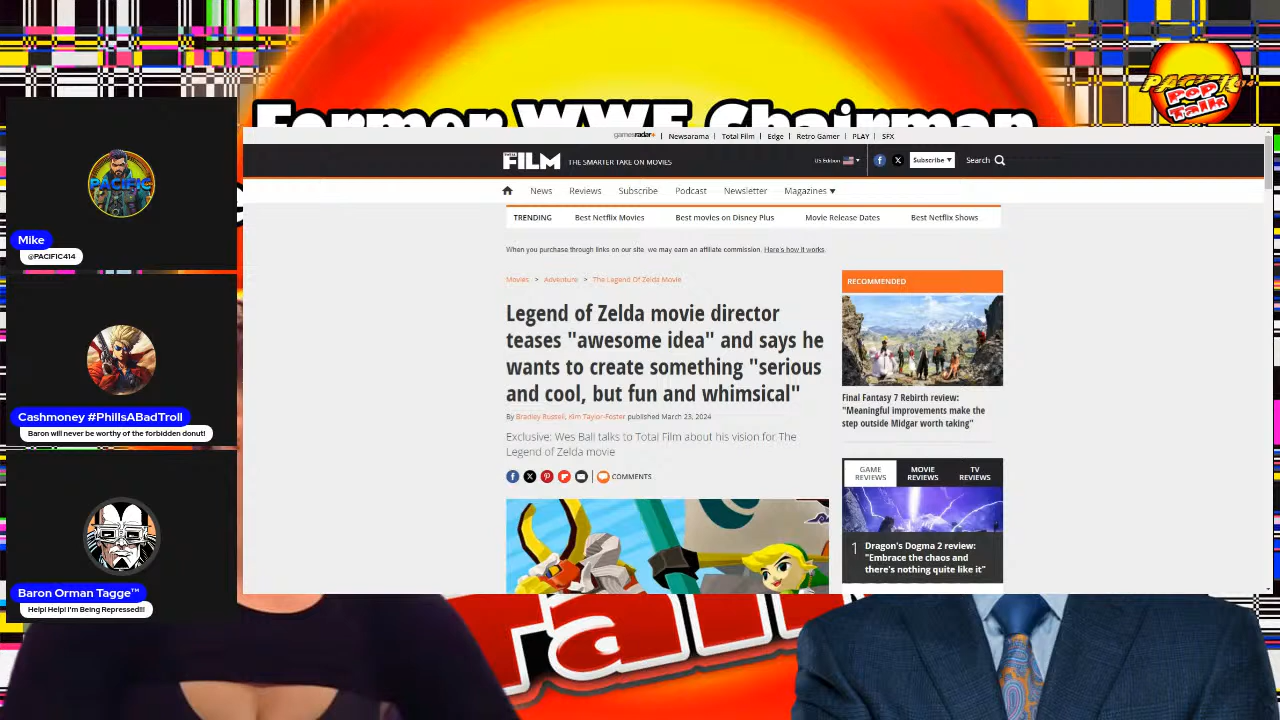 Former WWE Chairman
PACIFIC
Pop
Talk
PACIFIC
Mike
@PACIFIC414
Cashmoney #PhilIsABadTroll
Baron will never be worthy of the forbidden donut!
Baron Orman Tagge™
Help! Help! I'm Being Repressed!!!
gamesradar+ | Newsarama | Total Film | Edge | Retro Gamer | PLAY | SFX
FILM THE SMARTER TAKE ON MOVIES
US Edition
Subscribe ▼
Search
News Reviews Subscribe Podcast Newsletter Magazines ▼
TRENDING Best Netflix Movies Best movies on Disney Plus Movie Release Dates Best Netflix Shows
When you purchase through links on our site, we may earn an affiliate commission. Here's how it works.
Movies > Adventure > The Legend Of Zelda Movie
Legend of Zelda movie director
teases "awesome idea" and says he
wants to create something "serious
and cool, but fun and whimsical"
By Bradley Russell, Kim Taylor-Foster published March 23, 2024
Exclusive: Wes Ball talks to Total Film about his vision for The
Legend of Zelda movie
COMMENTS
RECOMMENDED
Final Fantasy 7 Rebirth review:
"Meaningful improvements make the
step outside Midgar worth taking"
GAME
REVIEWS
MOVIE
REVIEWS
TV
REVIEWS
1 Dragon's Dogma 2 review:
"Embrace the chaos and
there's nothing quite like it"